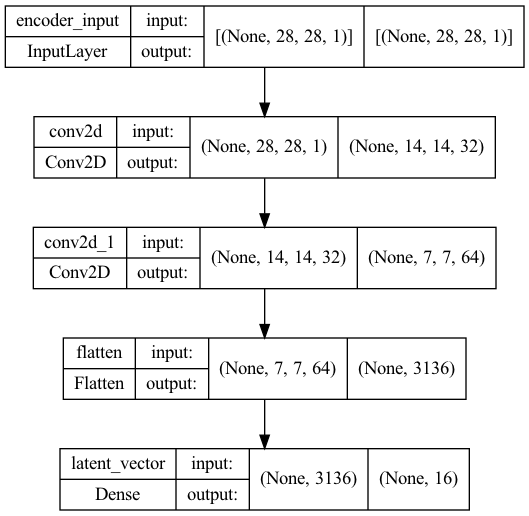 encoder_input input: [(None, 28, 28, 1)] [(None, 28, 28, 1)]
InputLayer output:
conv2d input: (None, 28, 28, 1) (None, 14, 14, 32)
Conv2D output:
conv2d_1 input: (None, 14, 14, 32) (None, 7, 7, 64)
Conv2D output:
flatten input: (None, 7, 7, 64) (None, 3136)
Flatten output:
latent_vector input: (None, 3136) (None, 16)
Dense output: